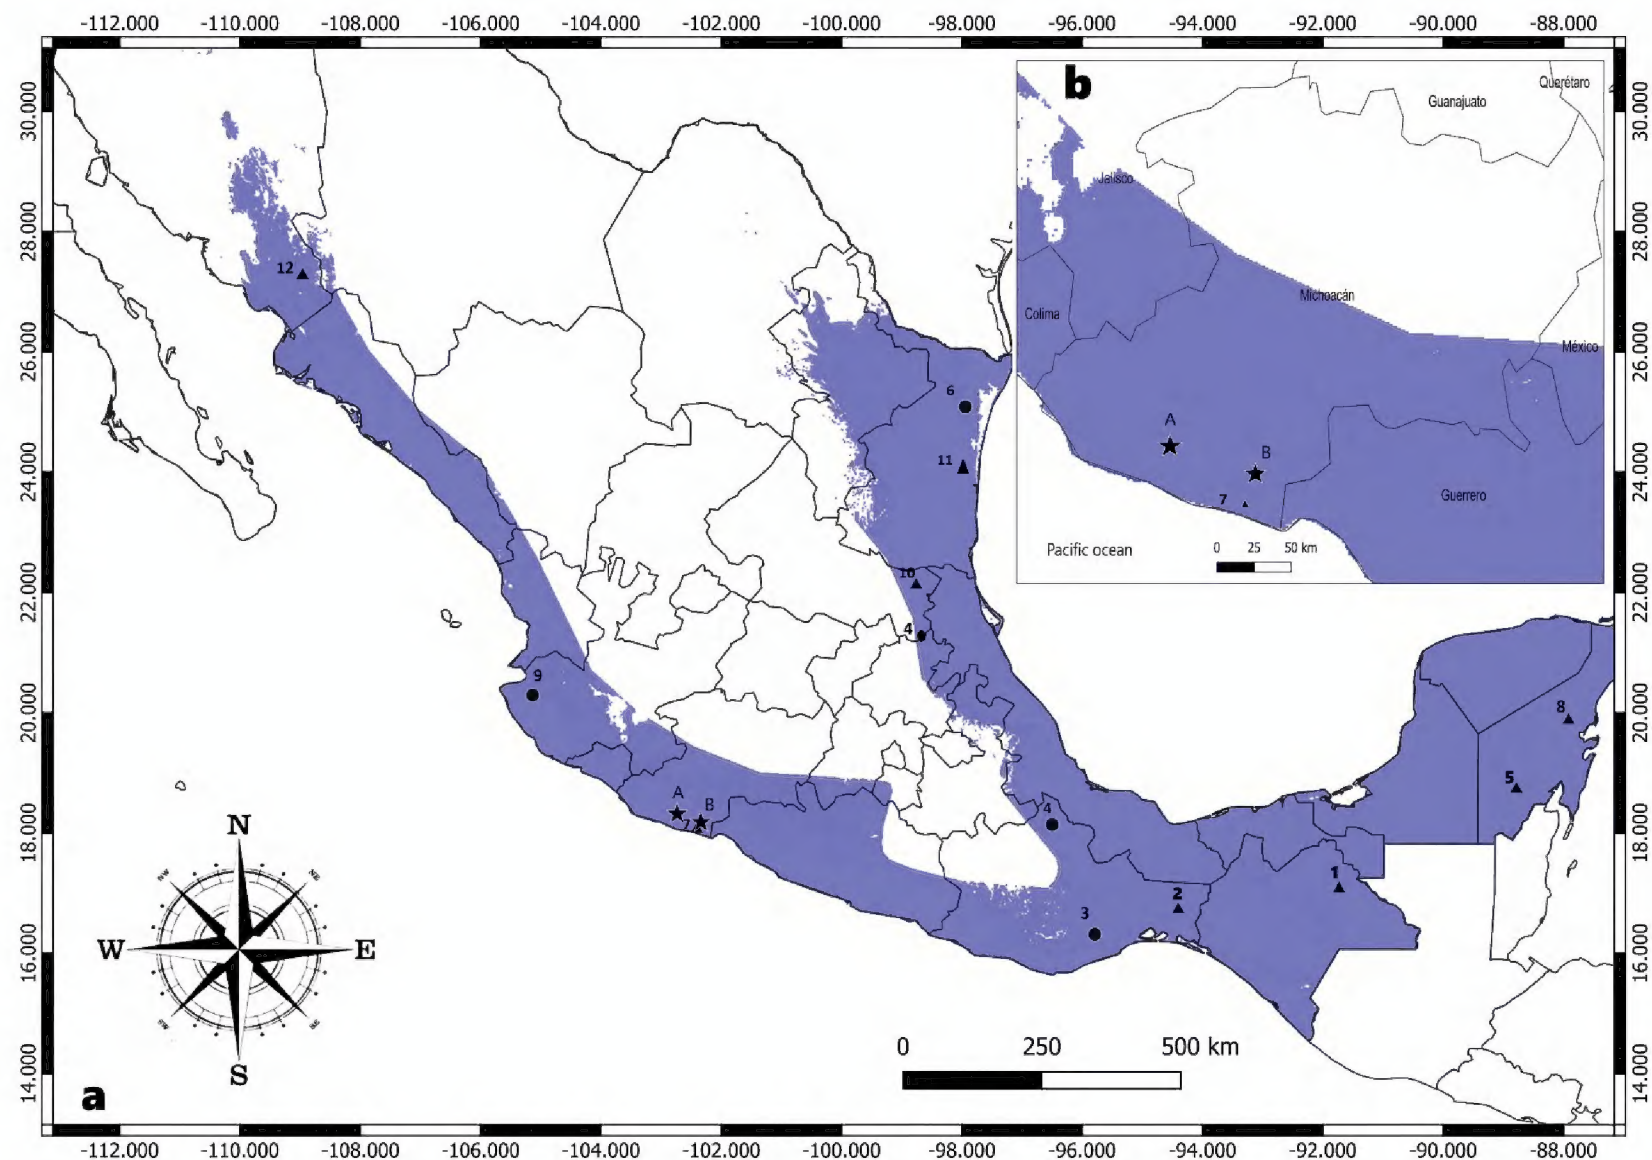 -112.000 -110.000 -108.000 -106.000 -104.000 -102.000 -100.000 -98.000 -96.000 -94.000 -92.000 -90.000 -88.000
30.000
28.000
26.000
24.000
22.000
20.000
18.000
16.000
14.000
b
Querétaro
Guanajuato
Jalisco
Michoacán
Colima
México
A
B
7
Guerrero
Pacific ocean
0 25 50 km
12
6
11
10
4
9
8
5
A
B
7
4
1
2
3
N
NW
NE
W
E
SW
SE
S
0 250 500 km
a
30.000
28.000
26.000
24.000
22.000
20.000
18.000
16.000
14.000
-112.000 -110.000 -108.000 -106.000 -104.000 -102.000 -100.000 -98.000 -96.000 -94.000 -92.000 -90.000 -88.000